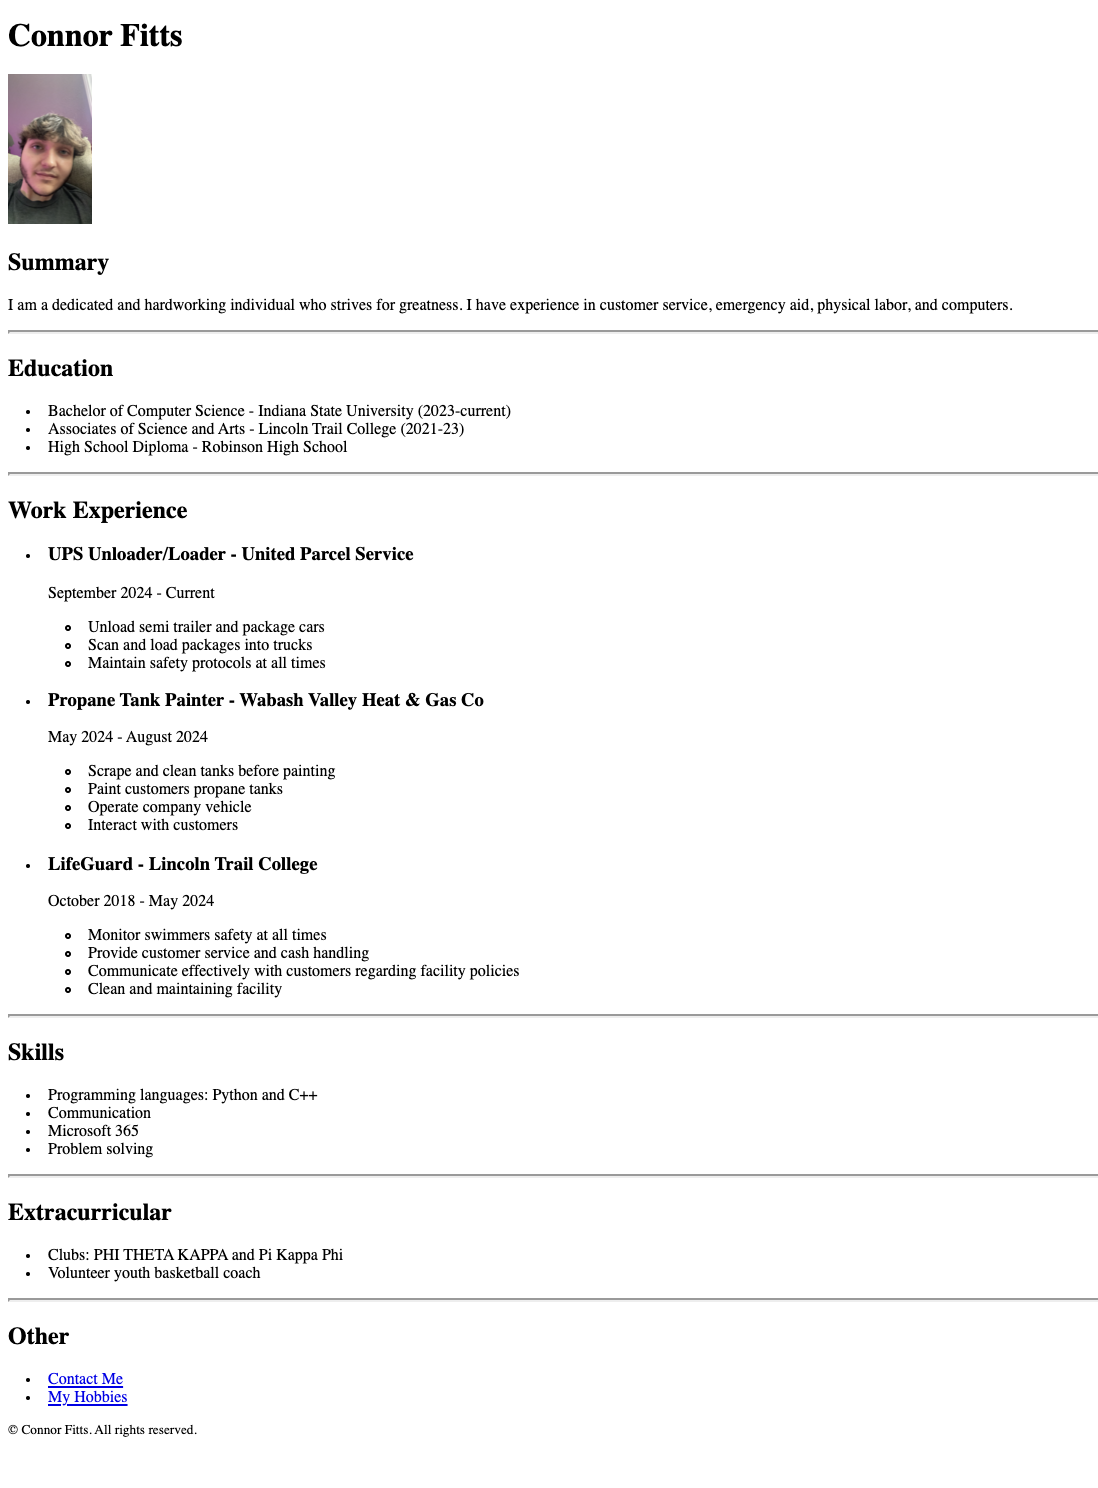 Connor Fitts
Summary
I am a dedicated and hardworking individual who strives for greatness. I have experience in customer service, emergency aid, physical labor, and computers.
Education
Bachelor of Computer Science - Indiana State University (2023-current)
Associates of Science and Arts - Lincoln Trail College (2021-23)
High School Diploma - Robinson High School
Work Experience
UPS Unloader/Loader - United Parcel Service
September 2024 - Current
Unload semi trailer and package cars
Scan and load packages into trucks
Maintain safety protocols at all times
Propane Tank Painter - Wabash Valley Heat & Gas Co
May 2024 - August 2024
Scrape and clean tanks before painting
Paint customers propane tanks
Operate company vehicle
Interact with customers
LifeGuard - Lincoln Trail College
October 2018 - May 2024
Monitor swimmers safety at all times
Provide customer service and cash handling
Communicate effectively with customers regarding facility policies
Clean and maintaining facility
Skills
Programming languages: Python and C++
Communication
Microsoft 365
Problem solving
Extracurricular
Clubs: PHI THETA KAPPA and Pi Kappa Phi
Volunteer youth basketball coach
Other
Contact Me
My Hobbies
© Connor Fitts. All rights reserved.